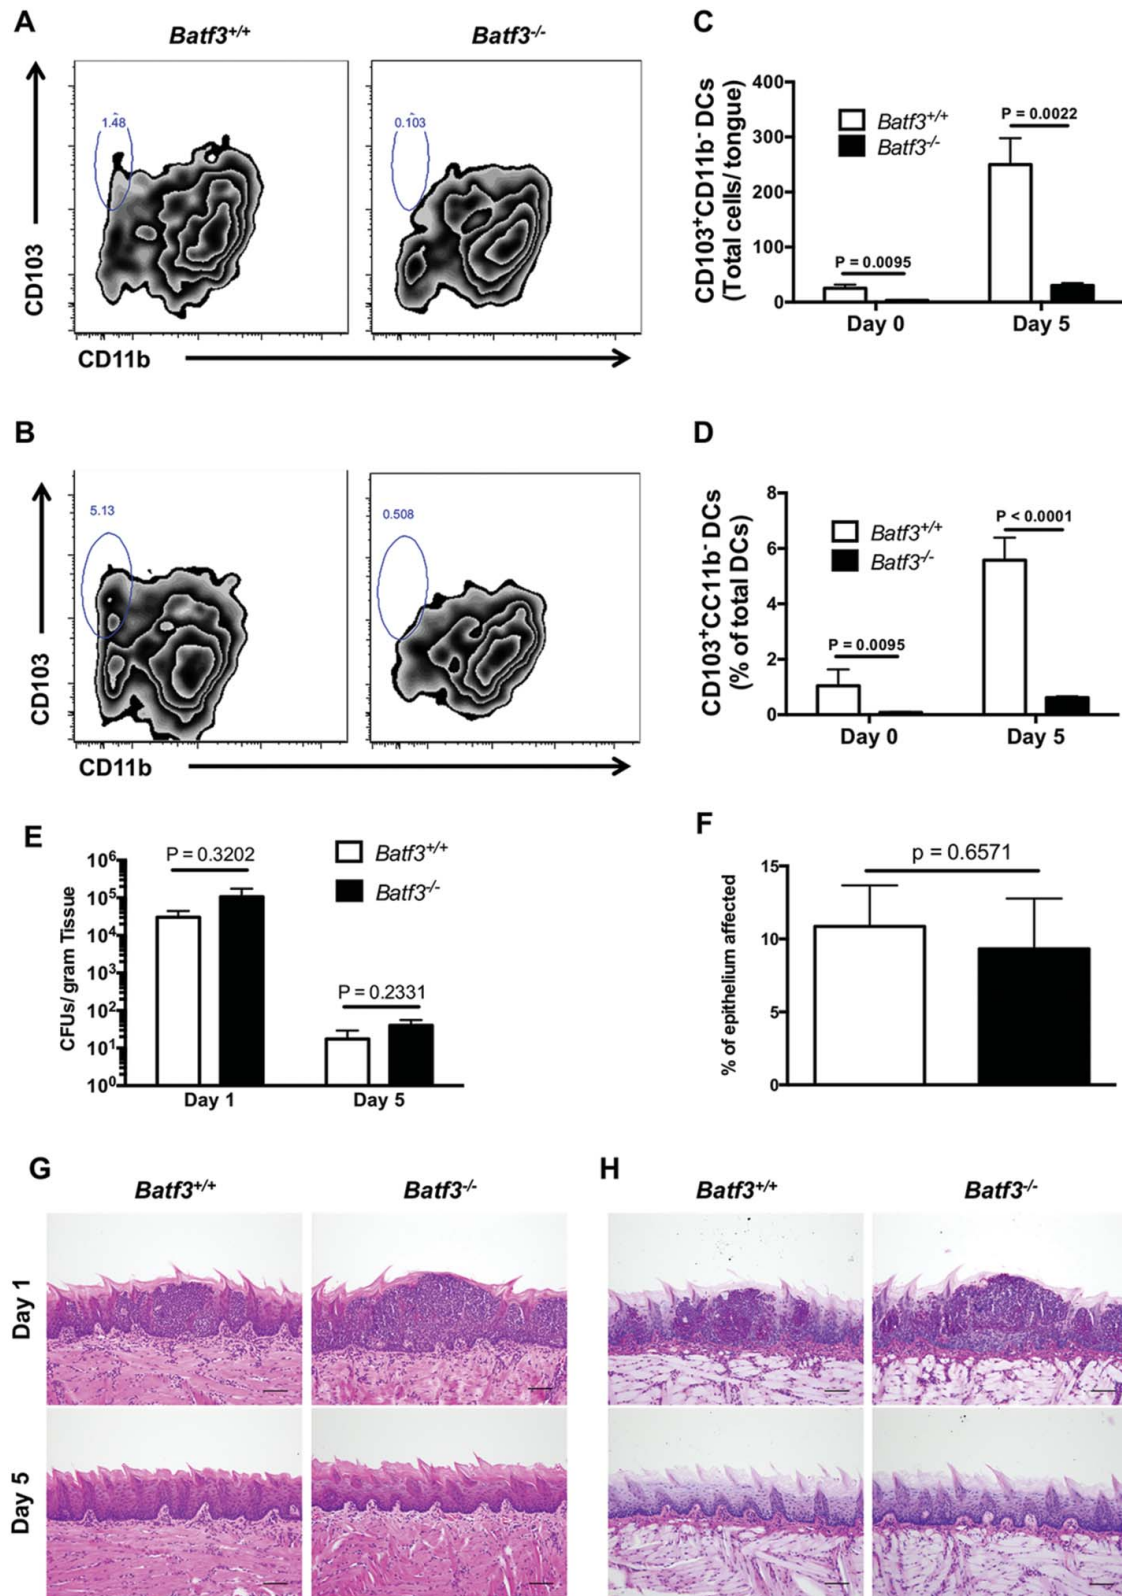 A
Batf3+/+
Batf3-/-
1.48
0.103
CD103
CD11b
C
CD103+CD11b- DCs
(Total cells/tongue)
400
300
200
100
0
Batf3+/+
Batf3-/-
P = 0.0095
P = 0.0022
Day 0
Day 5
B
5.13
0.508
CD103
CD11b
D
CD103+CC11b- DCs
(% of total DCs)
8
6
4
2
0
Batf3+/+
Batf3-/-
P = 0.0095
P < 0.0001
Day 0
Day 5
E
CFUs/ gram Tissue
10^6
10^5
10^4
10^3
10^2
10^1
10^0
P = 0.3202
P = 0.2331
Batf3+/+
Batf3-/-
Day 1
Day 5
F
% of epithelium affected
15
10
5
0
p = 0.6571
G
Batf3+/+
Batf3-/-
Day 1
Day 5
H
Batf3+/+
Batf3-/-